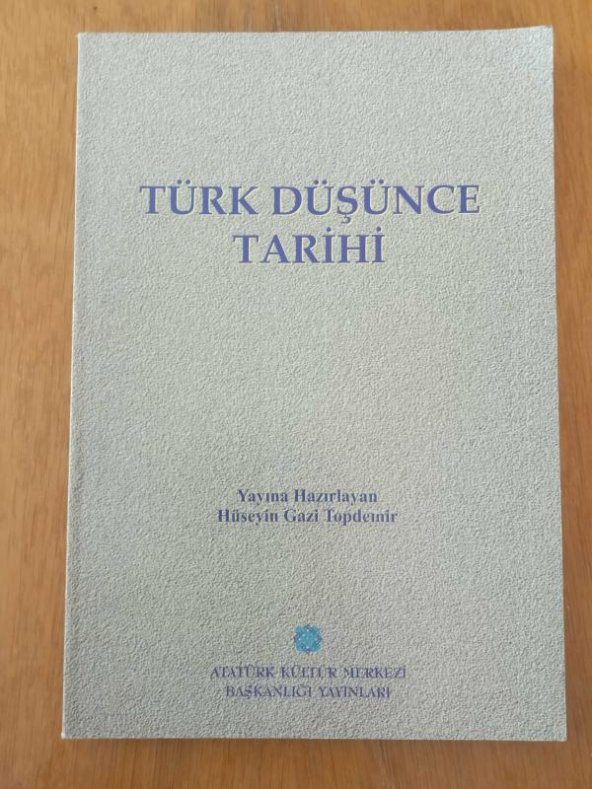 TÜRK DÜŞÜNCE
TARİHİ
Yayına Hazırlayan
Hüseyin Gazi Topdemir
ATATÜRK KÜLTÜR MERKEZİ
BAŞKANLIĞI YAYINLARI